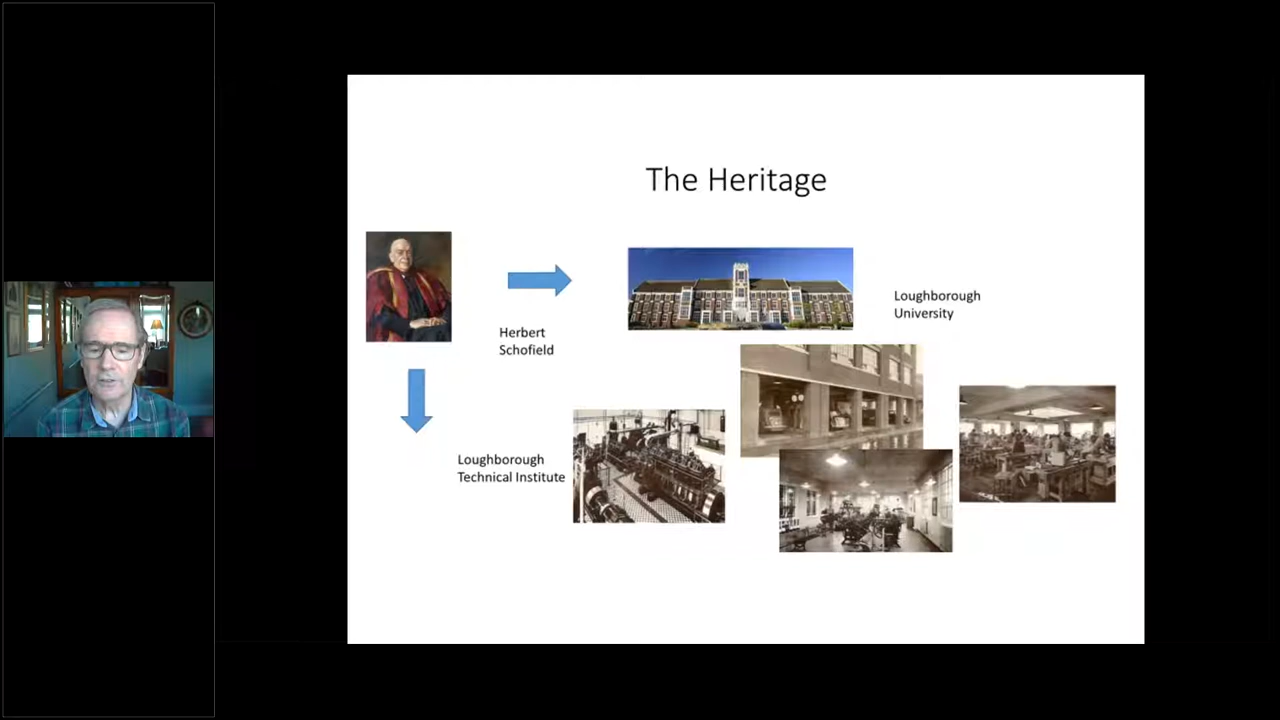 The Heritage
Herbert
Schofield
Loughborough
University
Loughborough
Technical Institute